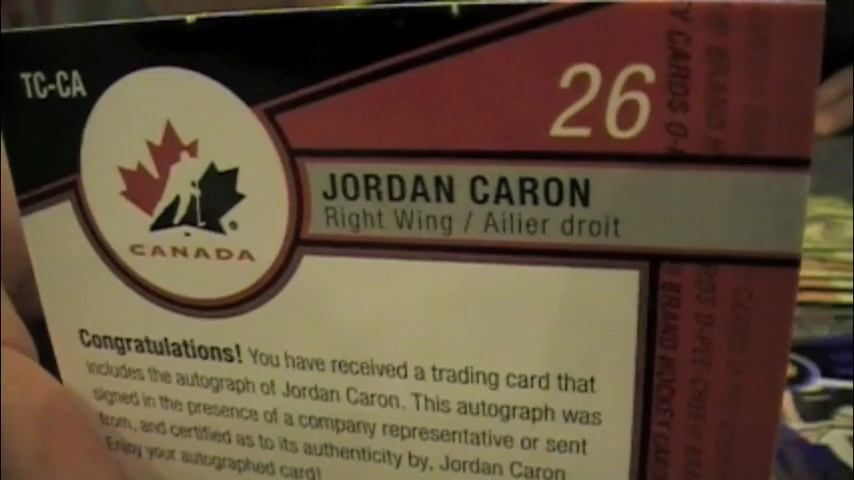 TC-CA
26
CANADA
JORDAN CARON
Right Wing / Ailier droit
Congratulations! You have received a trading card that
includes the autograph of Jordan Caron. This autograph was
signed in the presence of a company representative or sent
from, and certified as to its authenticity by, Jordan Caron
Enjoy your autographed card!